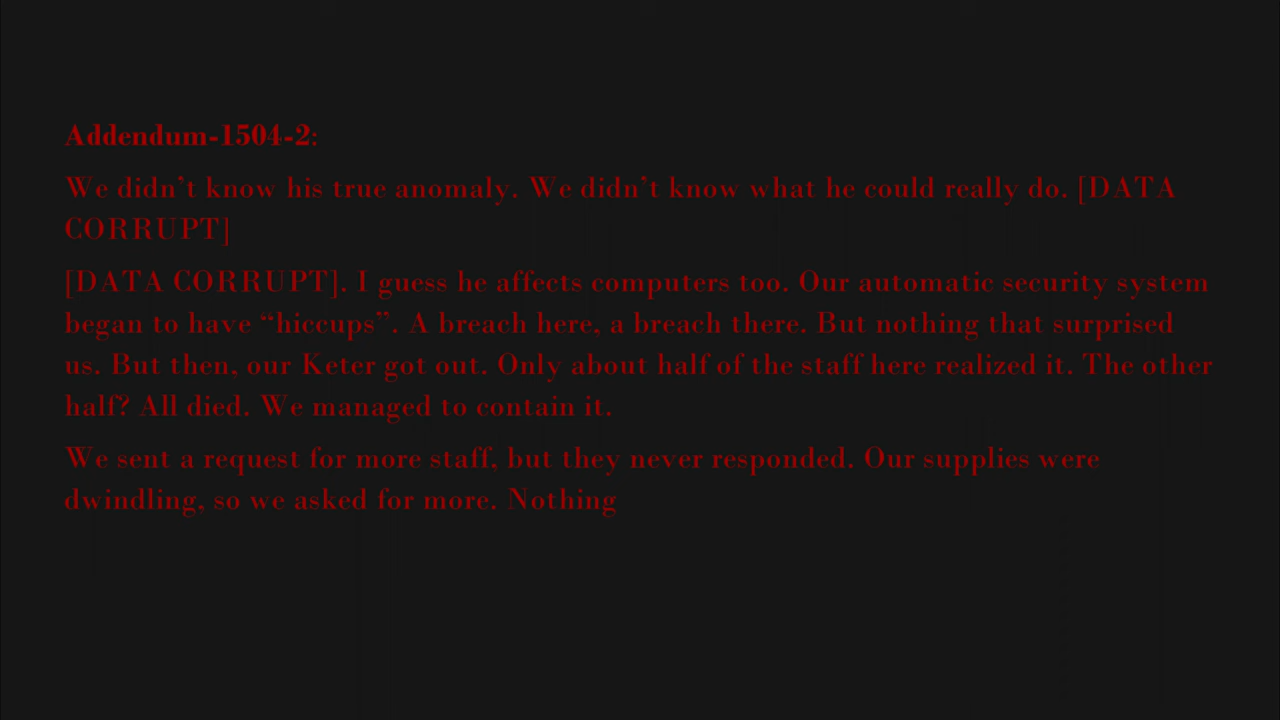 Addendum-1504-2:
We didn’t know his true anomaly. We didn’t know what he could really do. [DATA
CORRUPT]
[DATA CORRUPT]. I guess he affects computers too. Our automatic security system
began to have “hiccups”. A breach here, a breach there. But nothing that surprised
us. But then, our Keter got out. Only about half of the staff here realized it. The other
half? All died. We managed to contain it.
We sent a request for more staff, but they never responded. Our supplies were
dwindling, so we asked for more. Nothing